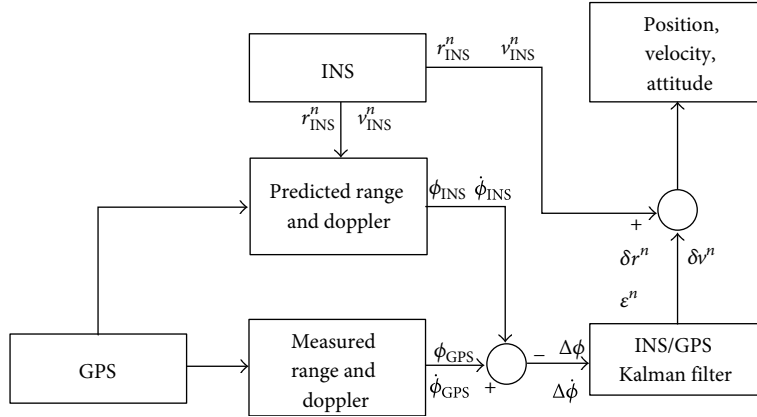 Position,
velocity,
attitude
INS
r^n_INS v^n_INS
r^n_INS v^n_INS
Predicted range
and doppler
ϕ_INS ϕ̇_INS
+
δr^n δv^n
ε^n
GPS
Measured
range and
doppler
ϕ_GPS
ϕ̇_GPS
+
− Δϕ
Δϕ̇
INS/GPS
Kalman filter